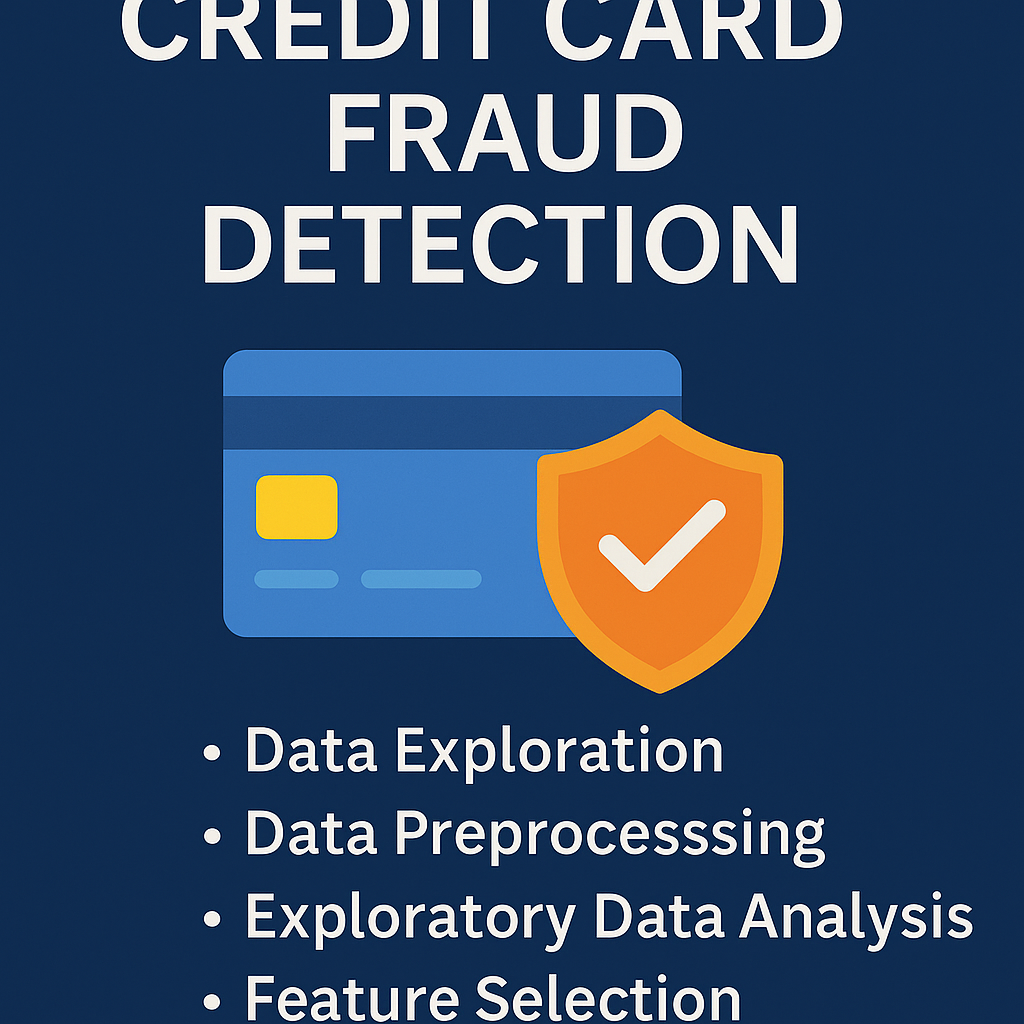 CREDIT CARD
FRAUD
DETECTION
• Data Exploration
• Data Preprocesssing
• Exploratory Data Analysis
• Feature Selection